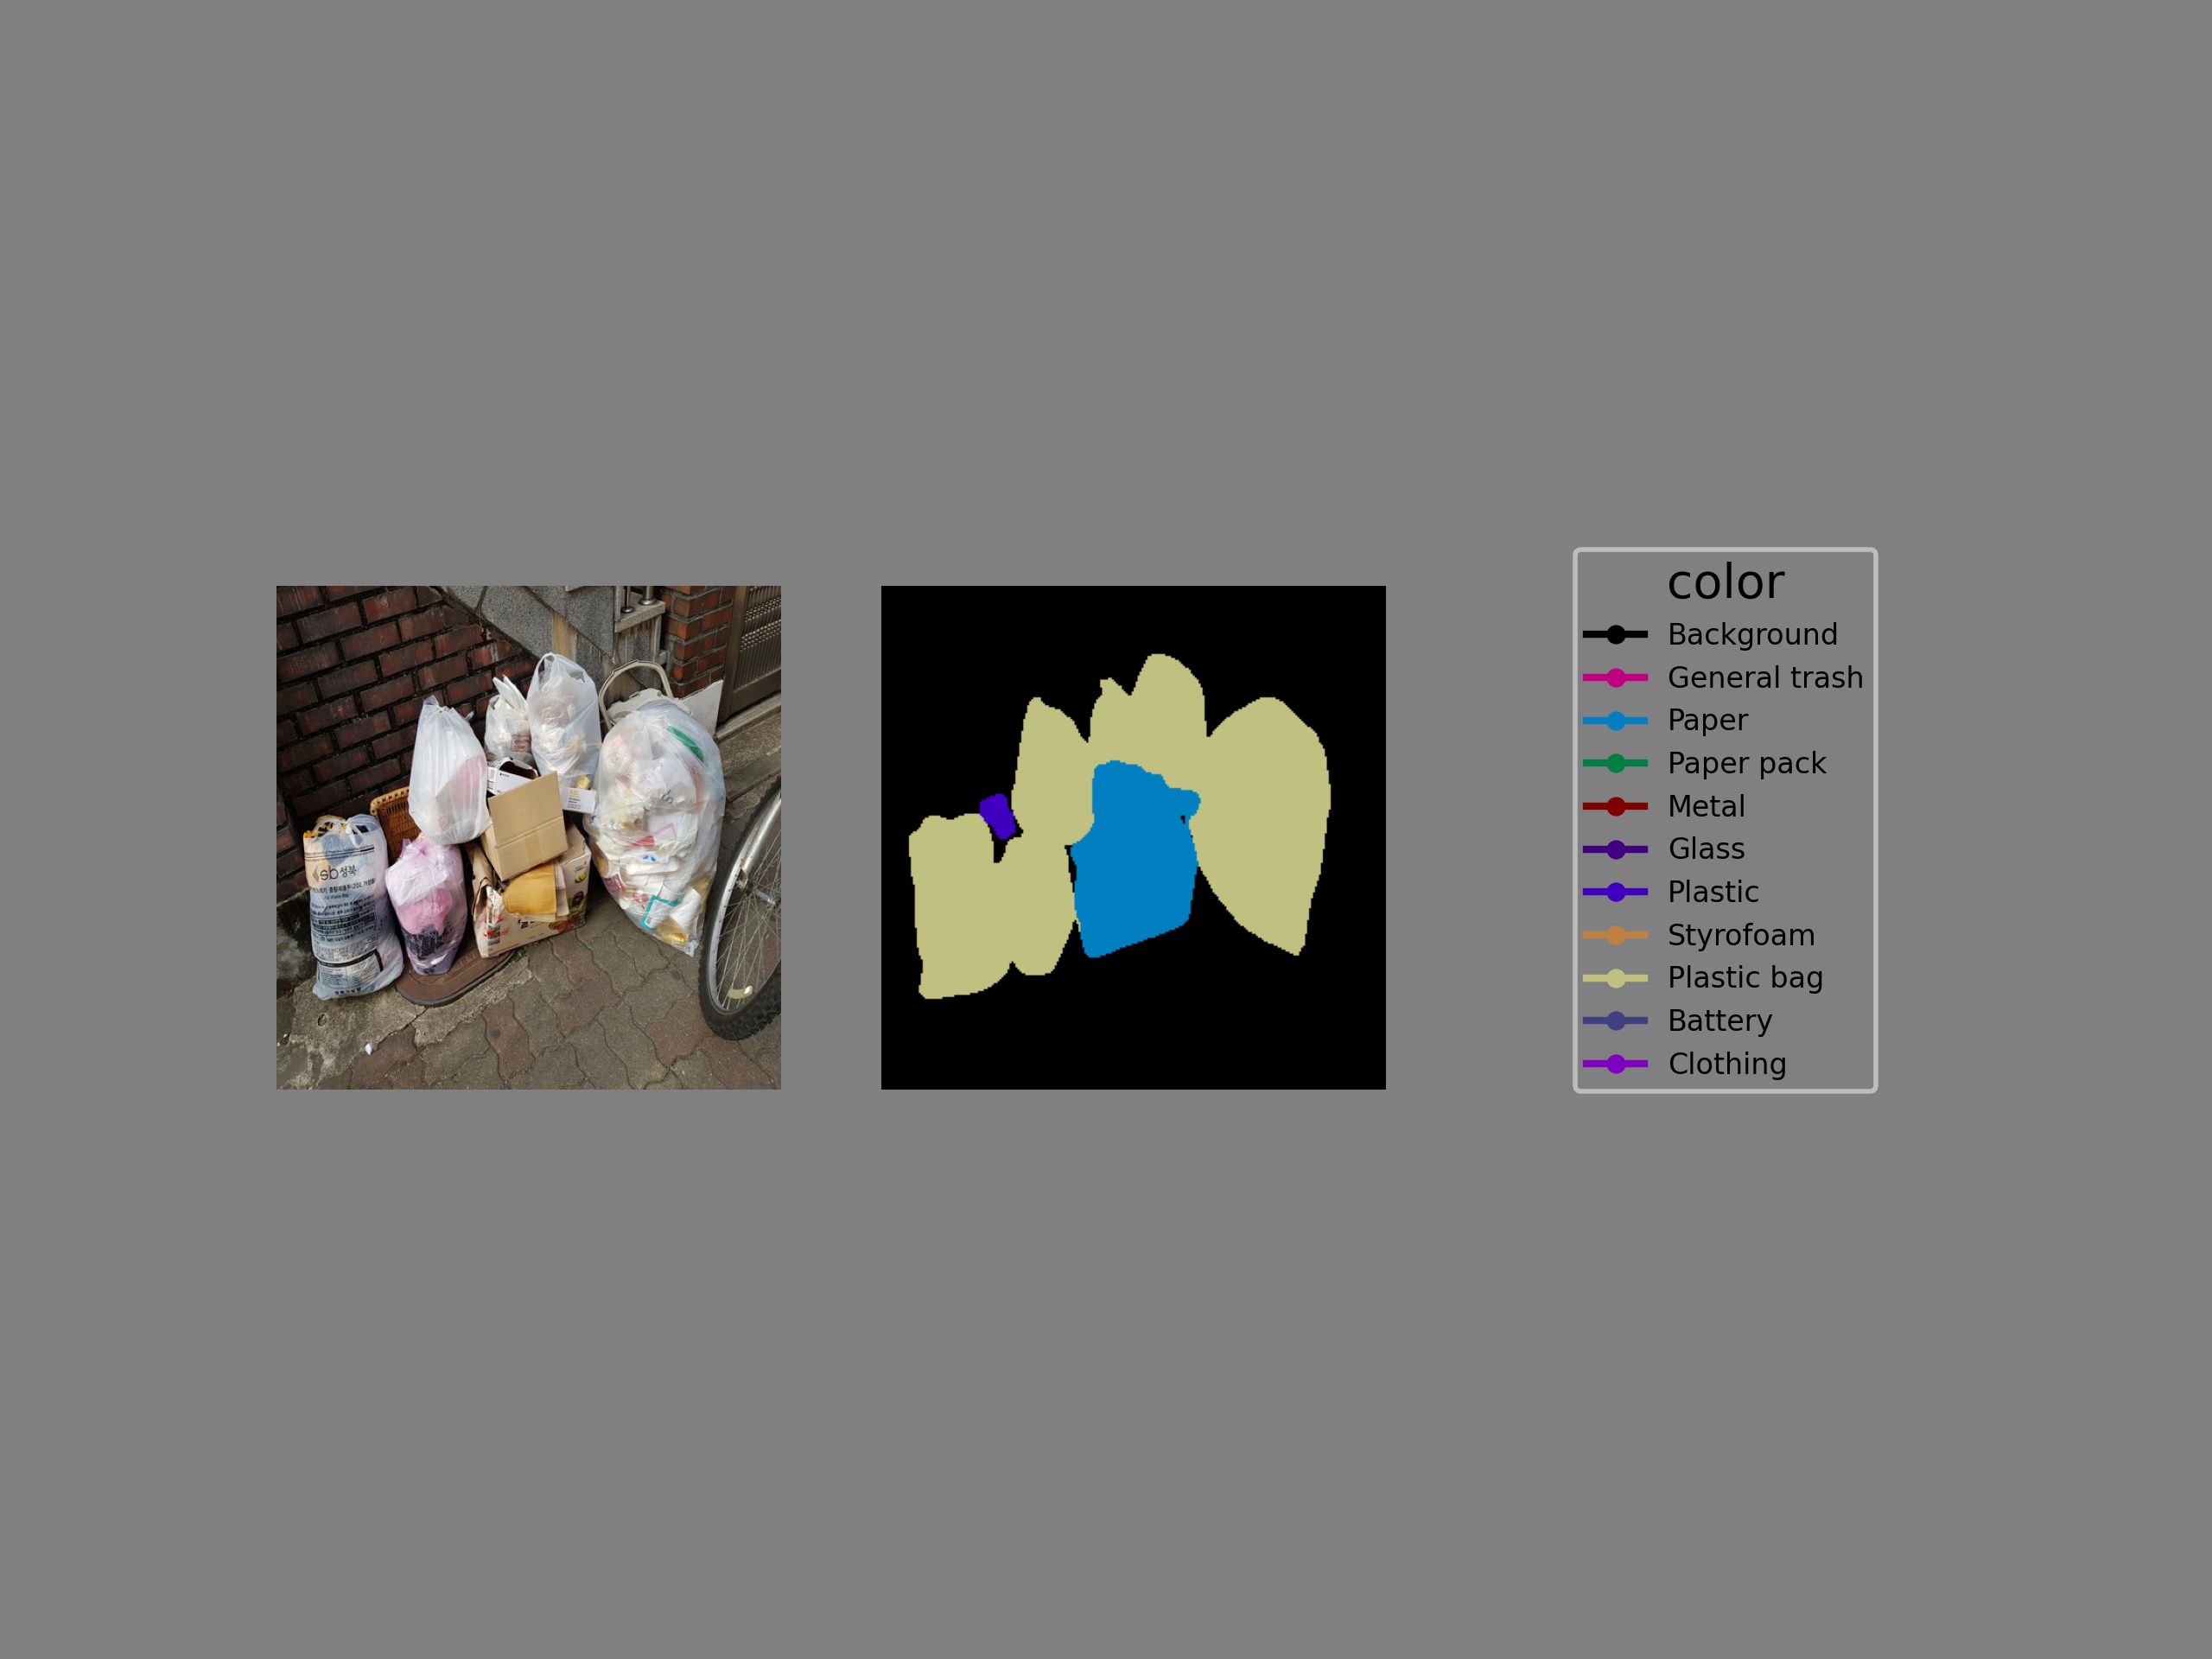 sb성북
color
Background
General trash
Paper
Paper pack
Metal
Glass
Plastic
Styrofoam
Plastic bag
Battery
Clothing